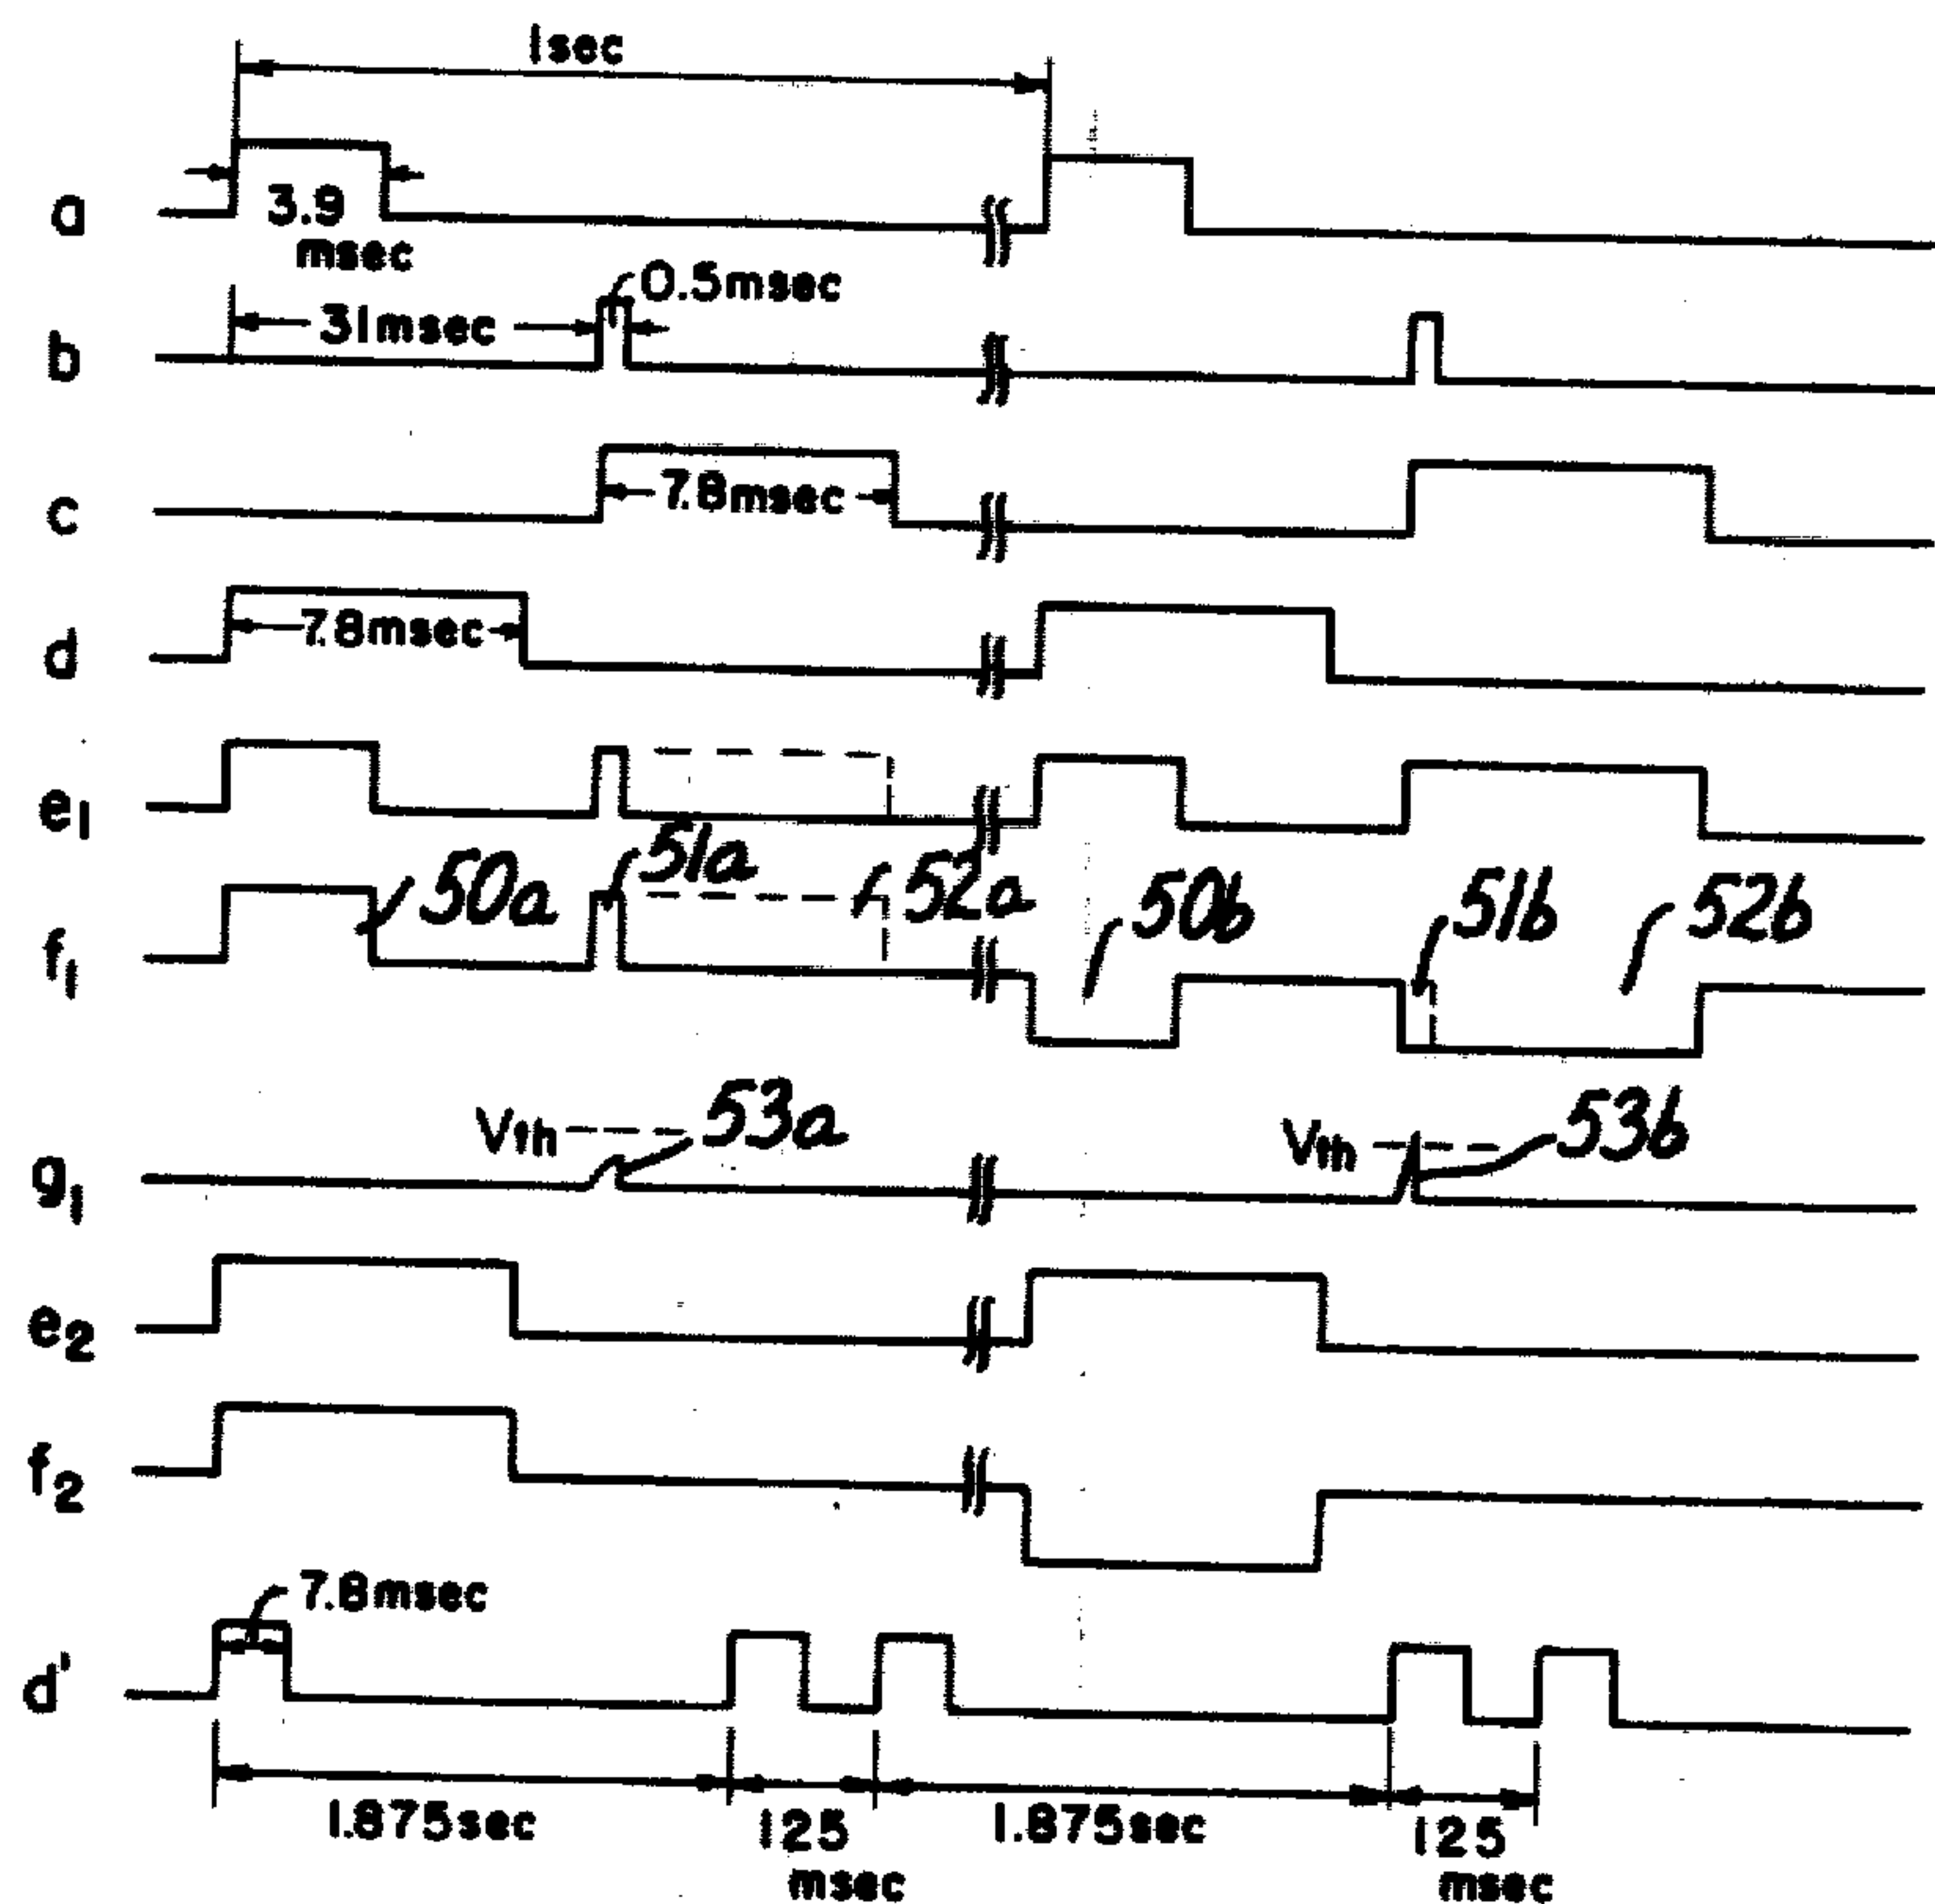 1sec
a
3.9
msec
0.5msec
31msec
b
7.8msec
c
7.8msec
d
e1
51a
50a
52a
50b
51b
52b
f1
Vth
53a
Vth
53b
g1
e2
f2
7.8msec
d'
1.875sec
125
msec
1.875sec
125
msec